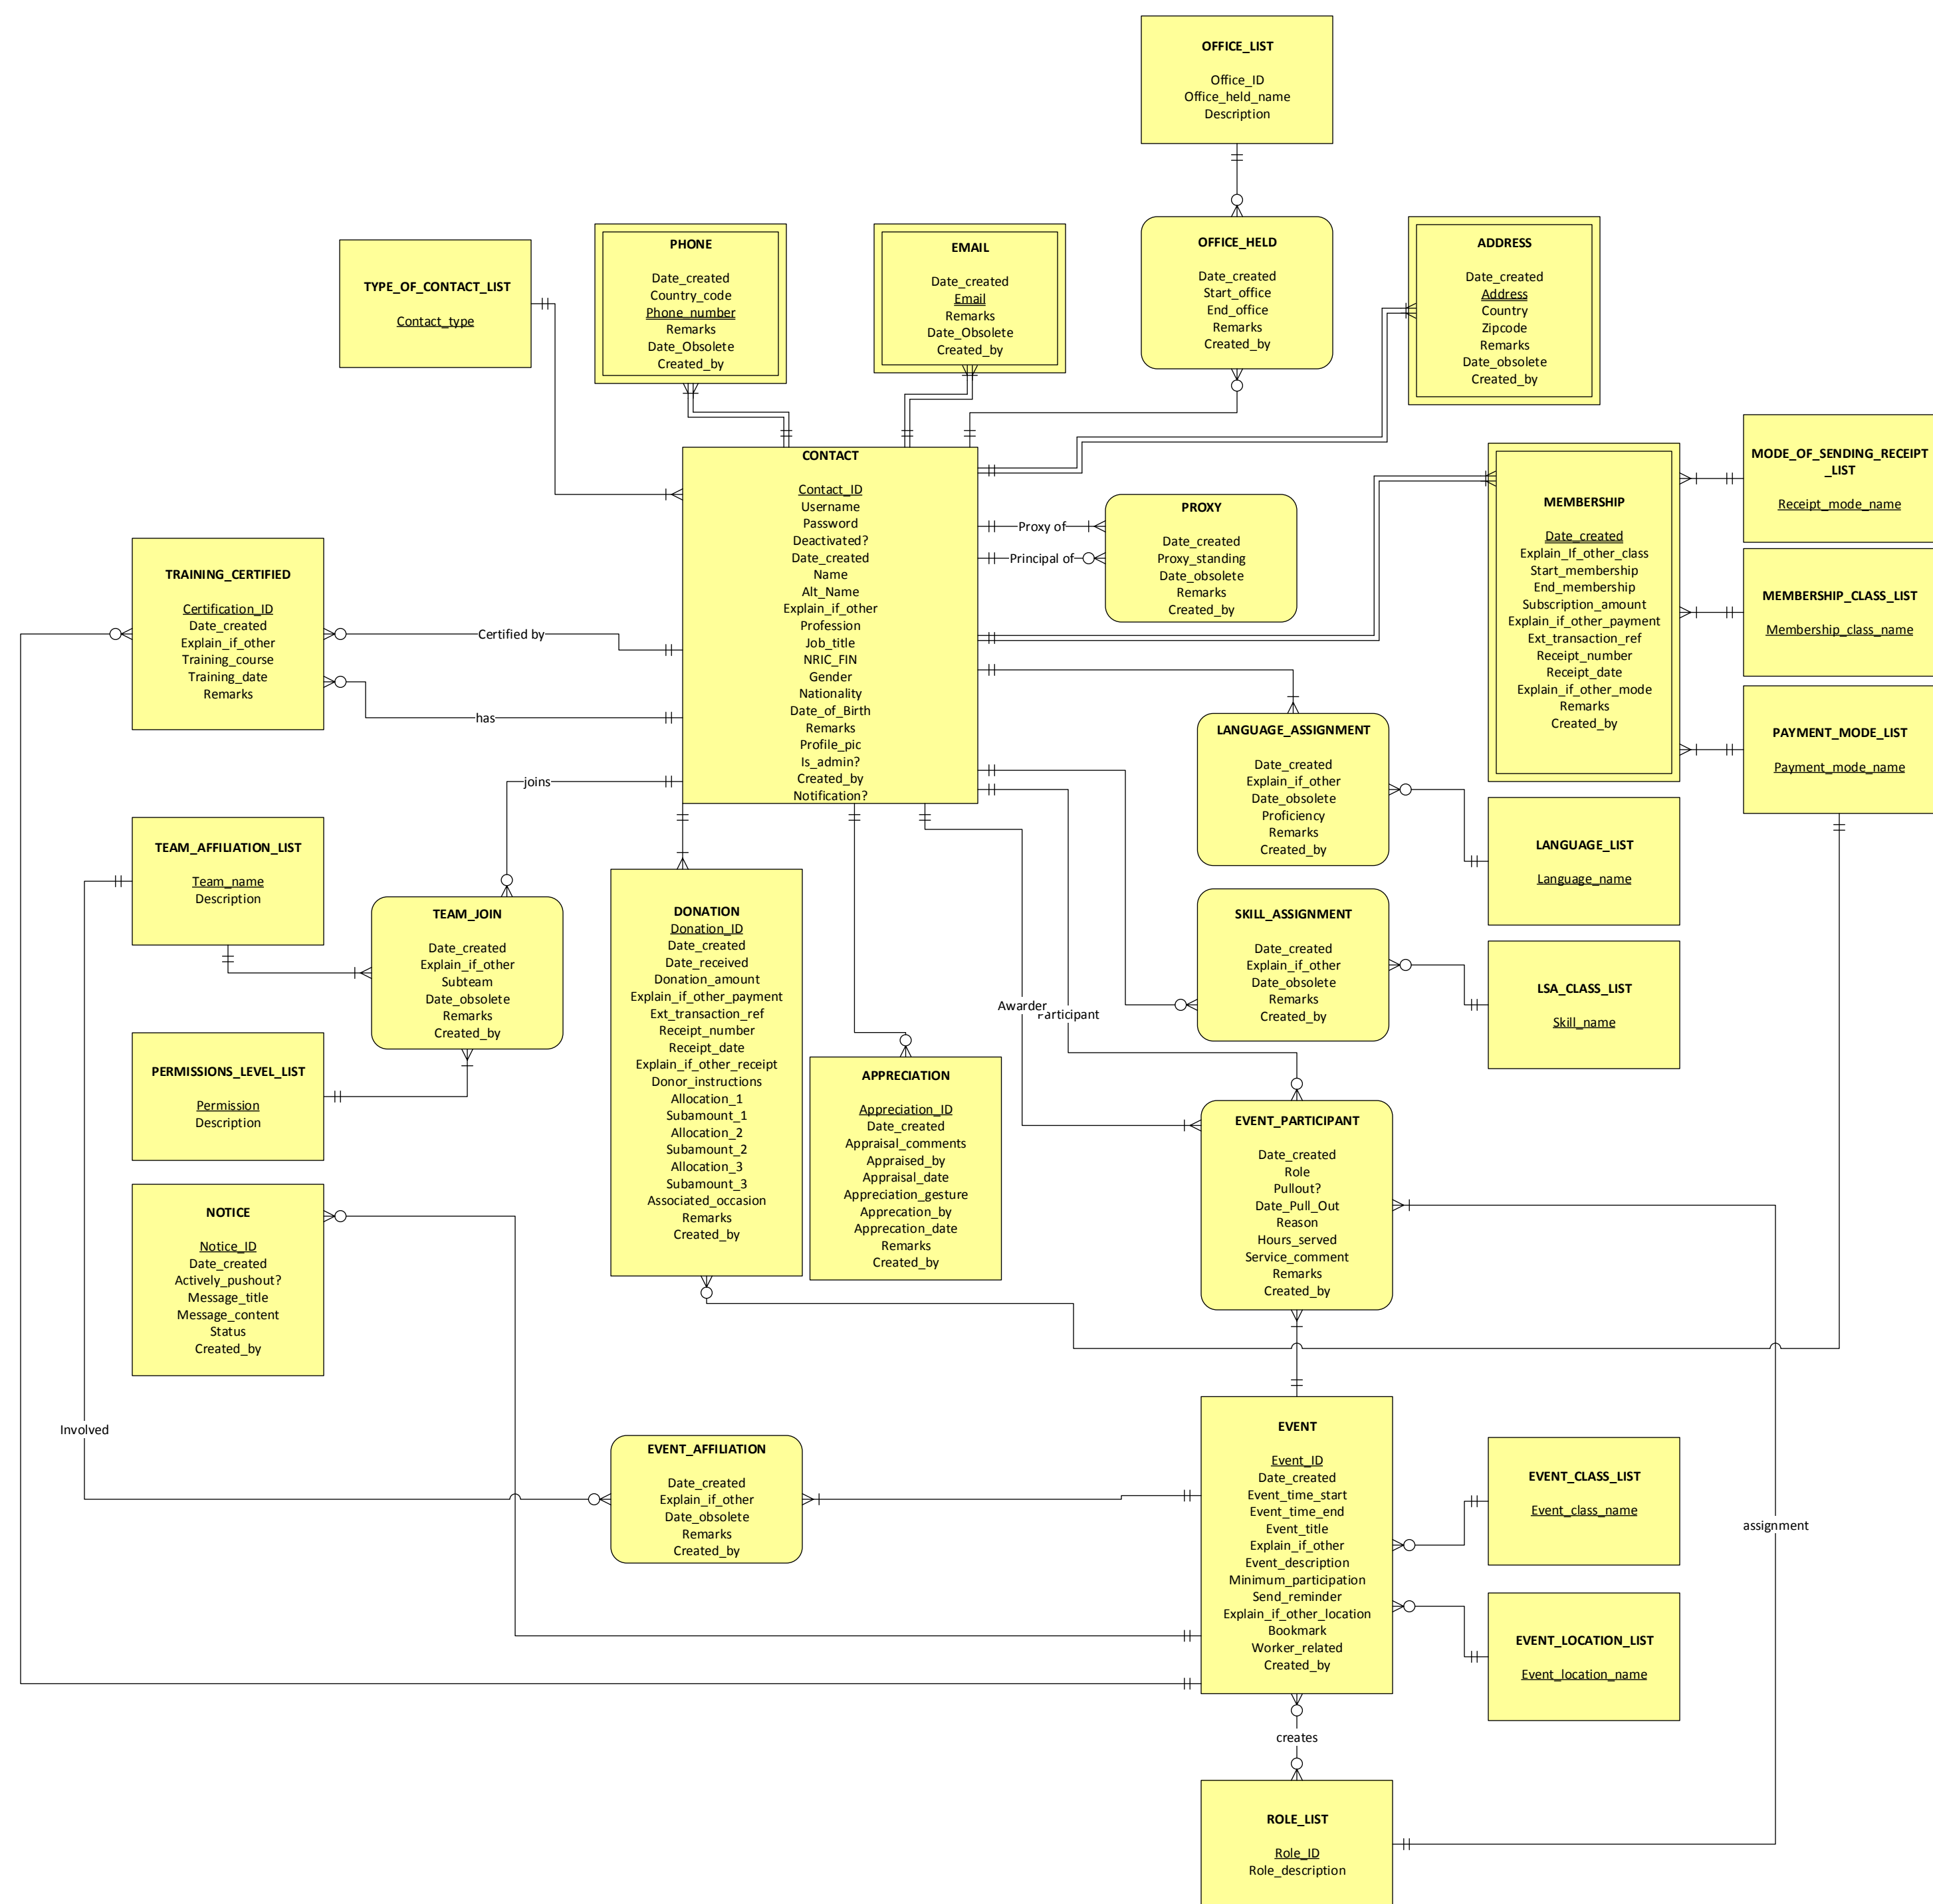 OFFICE_LIST
Office_ID
Office_held_name
Description
PHONE
Date_created
Country_code
Phone_number
Remarks
Date_Obsolete
Created_by
EMAIL
Date_created
Email
Remarks
Date_Obsolete
Created_by
OFFICE_HELD
Date_created
Start_office
End_office
Remarks
Created_by
ADDRESS
Date_created
Address
Country
Zipcode
Remarks
Date_obsolete
Created_by
TYPE_OF_CONTACT_LIST
Contact_type
CONTACT
Contact_ID
Username
Password
Deactivated?
Date_created
Name
Alt_Name
Explain_if_other
Profession
Job_title
NRIC_FIN
Gender
Nationality
Date_of_Birth
Remarks
Profile_pic
Is_admin?
Created_by
Notification?
Proxy of
Principal of
PROXY
Date_created
Proxy_standing
Date_obsolete
Remarks
Created_by
MEMBERSHIP
Date_created
Explain_If_other_class
Start_membership
End_membership
Subscription_amount
Explain_if_other_payment
Ext_transaction_ref
Receipt_number
Receipt_date
Explain_if_other_mode
Remarks
Created_by
MODE_OF_SENDING_RECEIPT
_LIST
Receipt_mode_name
MEMBERSHIP_CLASS_LIST
Membership_class_name
PAYMENT_MODE_LIST
Payment_mode_name
TRAINING_CERTIFIED
Certification_ID
Date_created
Explain_if_other
Training_course
Training_date
Remarks
Certified by
has
joins
LANGUAGE_ASSIGNMENT
Date_created
Explain_if_other
Date_obsolete
Proficiency
Remarks
Created_by
LANGUAGE_LIST
Language_name
TEAM_AFFILIATION_LIST
Team_name
Description
TEAM_JOIN
Date_created
Explain_if_other
Subteam
Date_obsolete
Remarks
Created_by
DONATION
Donation_ID
Date_created
Date_received
Donation_amount
Explain_if_other_payment
Ext_transaction_ref
Receipt_number
Receipt_date
Explain_if_other_receipt
Donor_instructions
Allocation_1
Subamount_1
Allocation_2
Subamount_2
Allocation_3
Subamount_3
Associated_occasion
Remarks
Created_by
SKILL_ASSIGNMENT
Date_created
Explain_if_other
Date_obsolete
Remarks
Created_by
LSA_CLASS_LIST
Skill_name
Awarder
Participant
PERMISSIONS_LEVEL_LIST
Permission
Description
APPRECIATION
Appreciation_ID
Date_created
Appraisal_comments
Appraised_by
Appraisal_date
Appreciation_gesture
Apprecation_by
Apprecation_date
Remarks
Created_by
EVENT_PARTICIPANT
Date_created
Role
Pullout?
Date_Pull_Out
Reason
Hours_served
Service_comment
Remarks
Created_by
NOTICE
Notice_ID
Date_created
Actively_pushout?
Message_title
Message_content
Status
Created_by
Involved
EVENT_AFFILIATION
Date_created
Explain_if_other
Date_obsolete
Remarks
Created_by
EVENT
Event_ID
Date_created
Event_time_start
Event_time_end
Event_title
Explain_if_other
Event_description
Minimum_participation
Send_reminder
Explain_if_other_location
Bookmark
Worker_related
Created_by
EVENT_CLASS_LIST
Event_class_name
assignment
EVENT_LOCATION_LIST
Event_location_name
creates
ROLE_LIST
Role_ID
Role_description